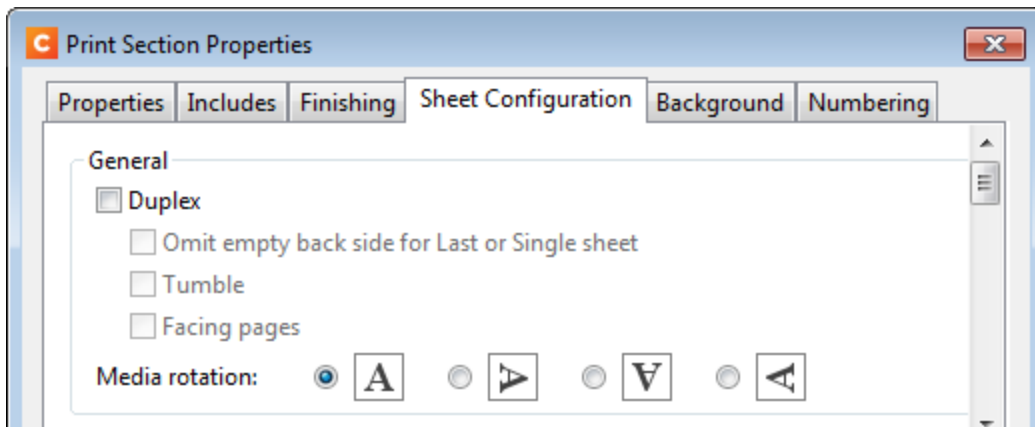 C Print Section Properties
Properties Includes Finishing Sheet Configuration Background Numbering
General
Duplex
Omit empty back side for Last or Single sheet
Tumble
Facing pages
Media rotation: A A A A